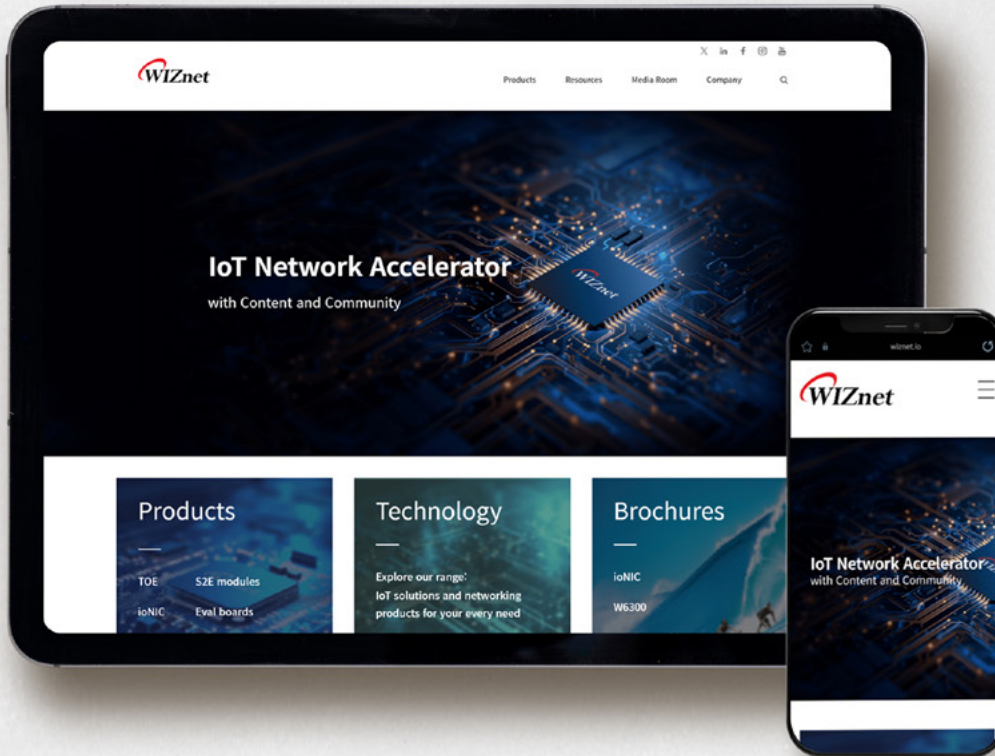 WIZnet
Products Resources Media Room Company
IoT Network Accelerator
with Content and Community
WIZnet
Products
TOE S2E modules
ioNIC Eval boards
Technology
Explore our range:
IoT solutions and networking
products for your every need
Brochures
ioNIC
W6300
wiznet.io
WIZnet
IoT Network Accelerator
with Content and Community